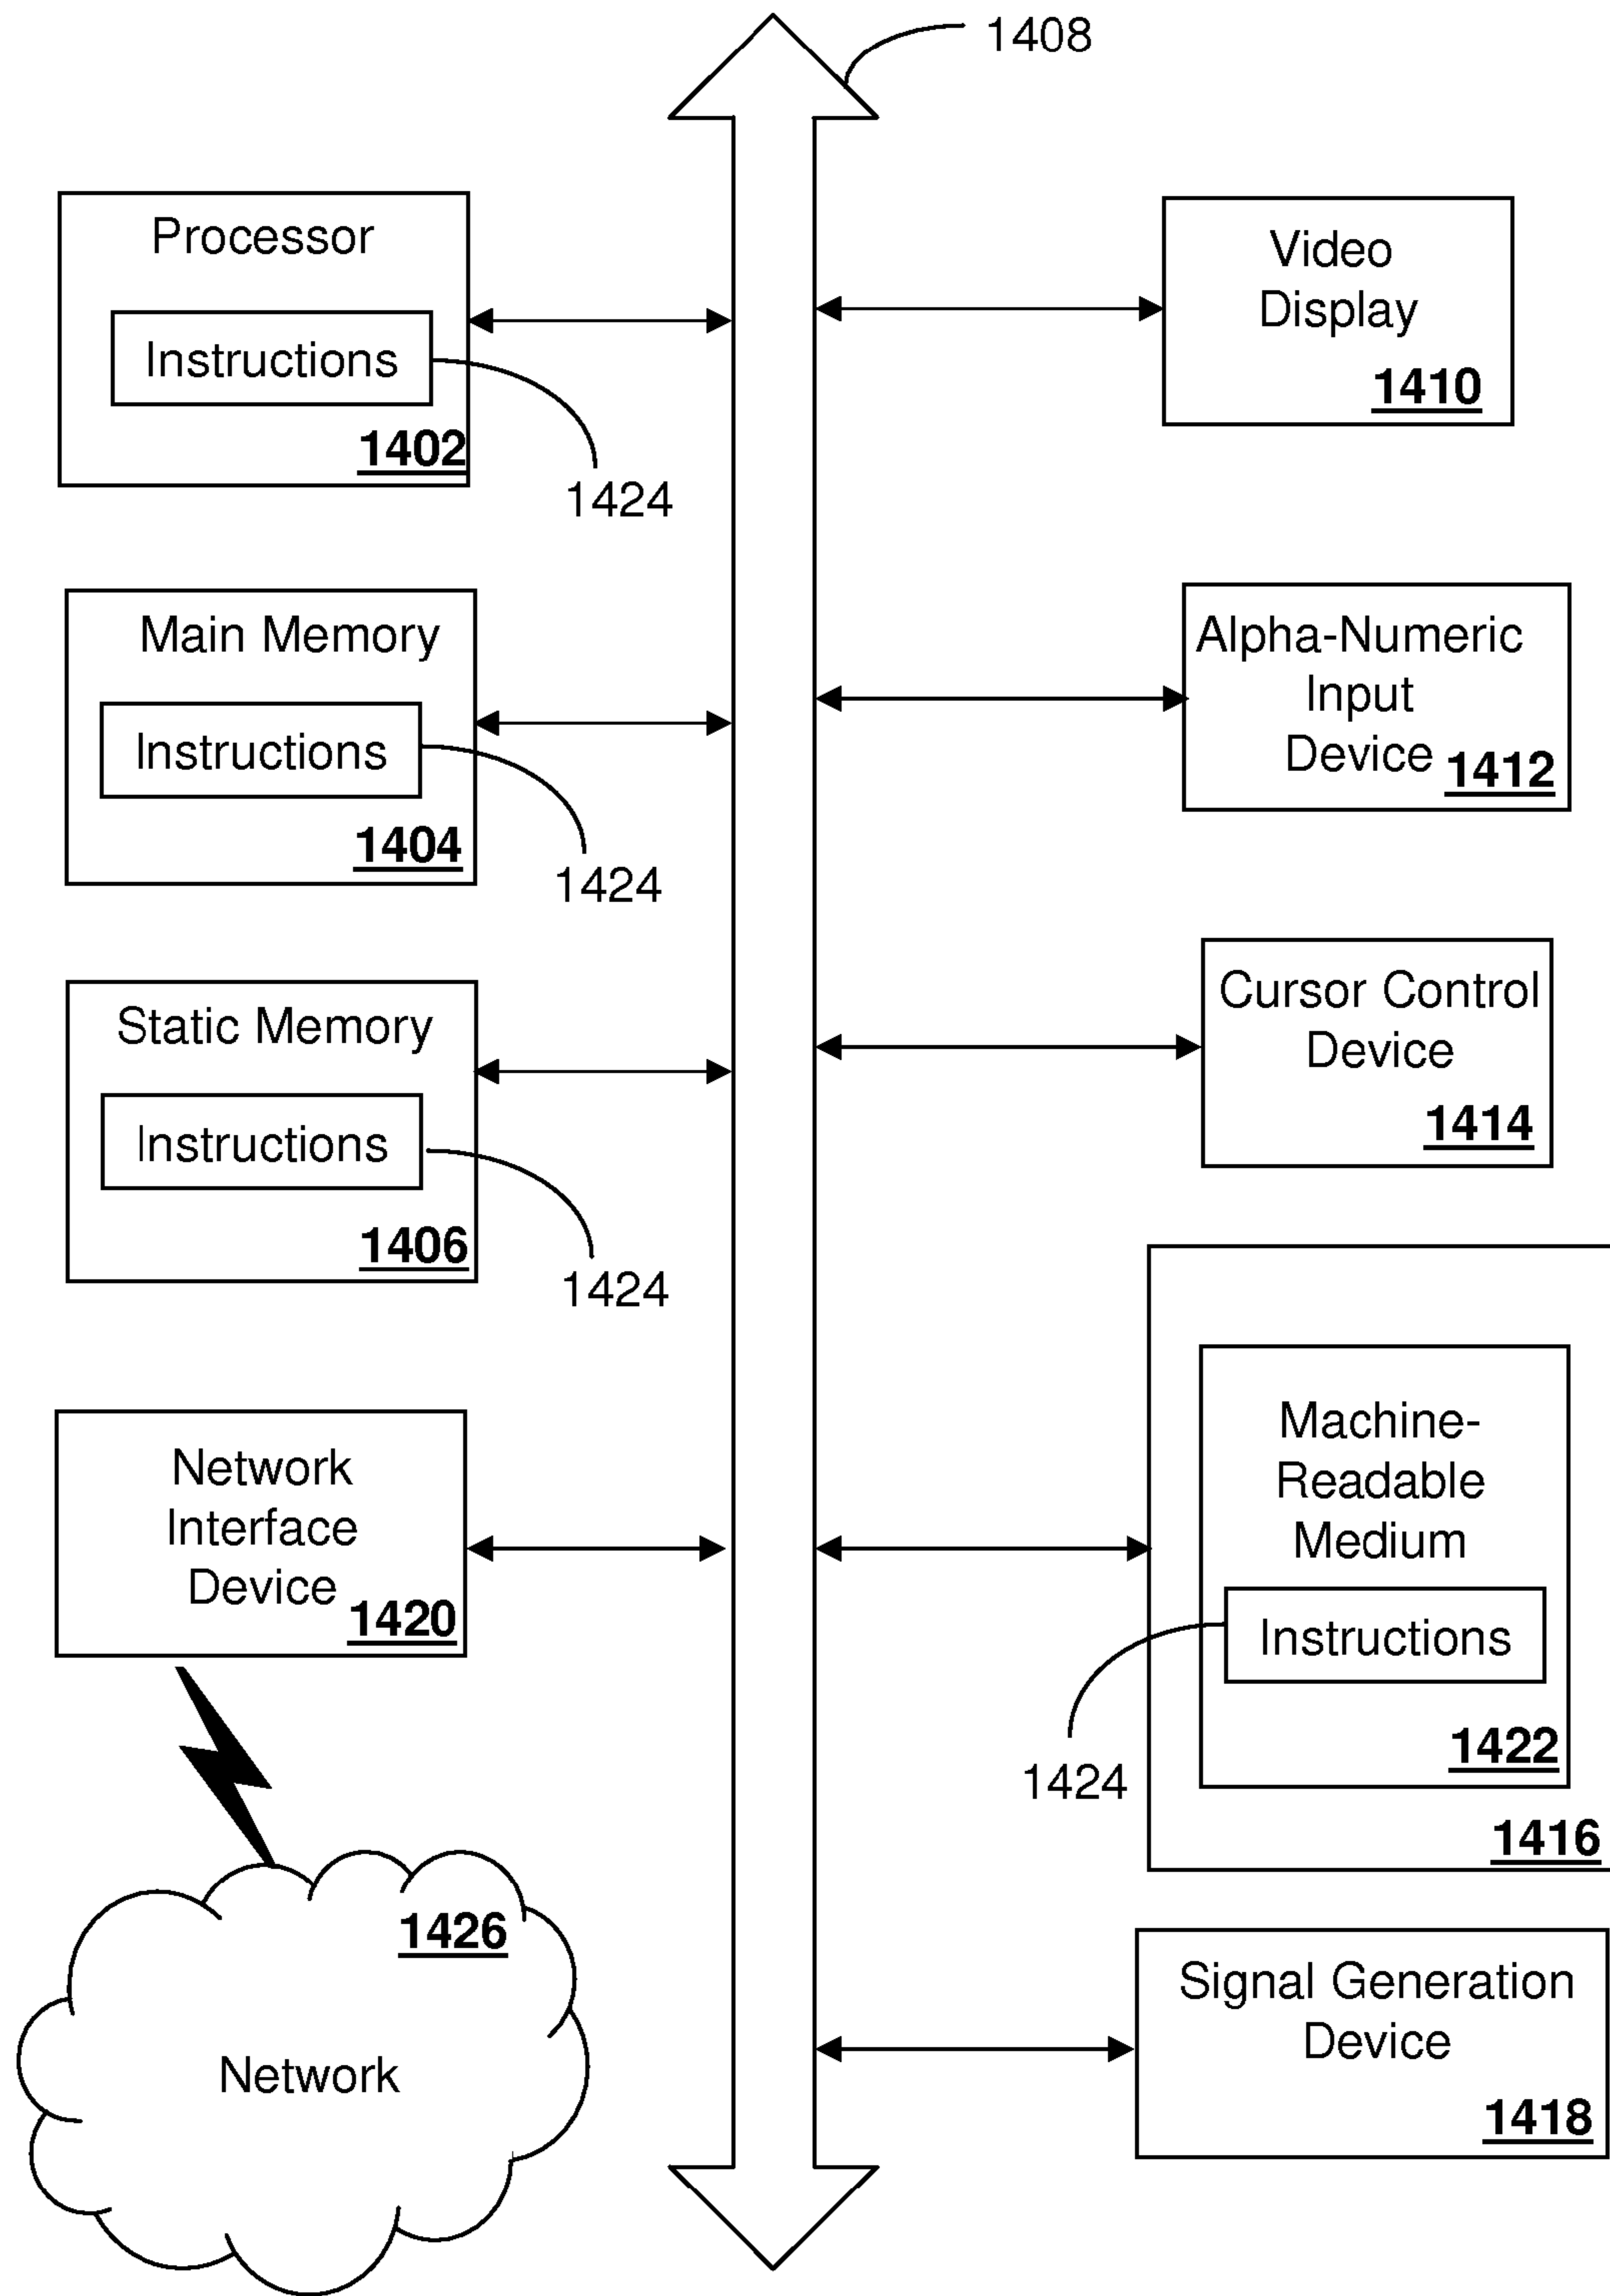 1408
Processor
Instructions
1402
1424
Main Memory
Instructions
1404
1424
Static Memory
Instructions
1406
1424
Network
Interface
Device
1420
1426
Network
Video
Display
1410
Alpha-Numeric
Input
Device
1412
Cursor Control
Device
1414
Machine-
Readable
Medium
Instructions
1422
1424
1416
Signal Generation
Device
1418